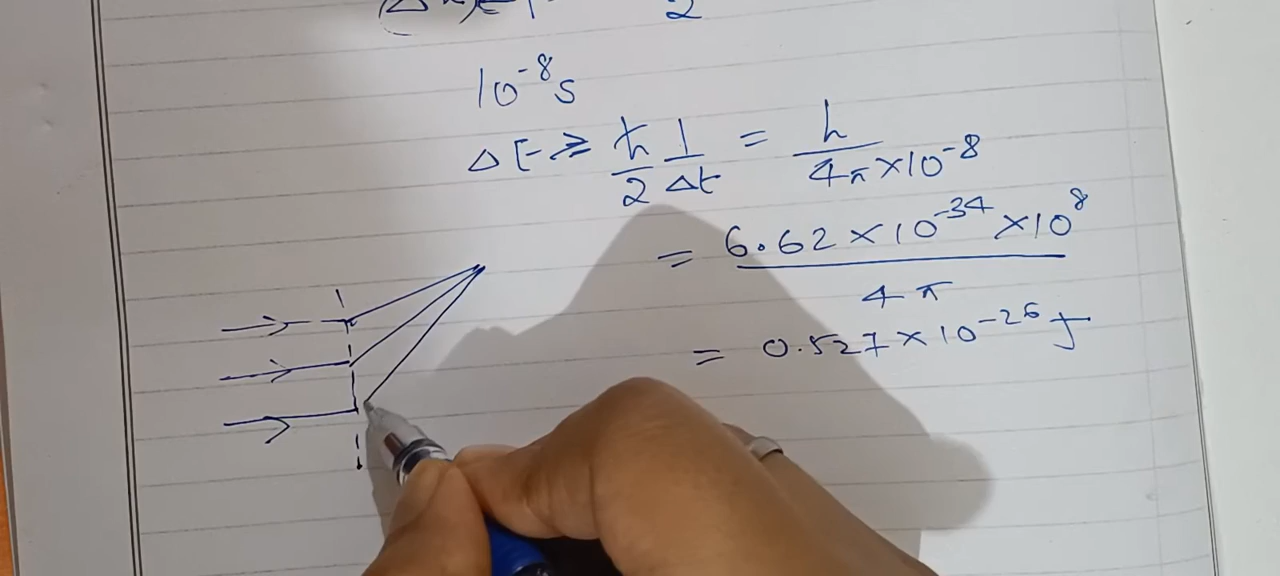 2
10⁻⁸ s
ΔE ≥ ħ/2 1/Δt = h/4π×10⁻⁸
= 6.62 × 10⁻³⁴ × 10⁸ / 4π
= 0.527 × 10⁻²⁶ J